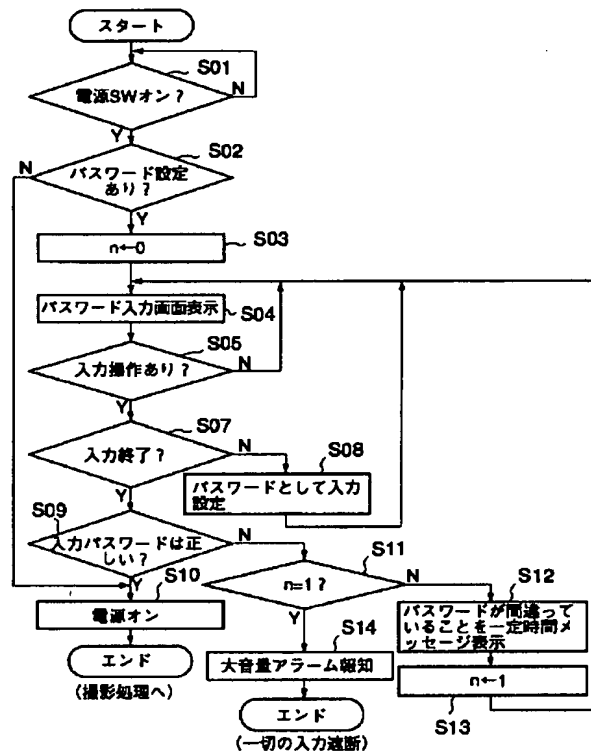 スタート
S01
電源SWオン?
N
Y
S02
N
パスワード設定
あり?
Y
n←0
S03
パスワード入力画面表示
S04
S05
入力操作あり?
N
Y
S07
入力終了?
N
Y
S08
パスワードとして入力
設定
S09
入力パスワードは正
しい?
N
Y
S10
電源オン
エンド
(撮影処理へ)
S11
n=1?
N
Y
S12
パスワードが間違って
いることを一定時間メ
ッセージ表示
S14
大音量アラーム報知
n←1
S13
エンド
(一切の入力遮断)